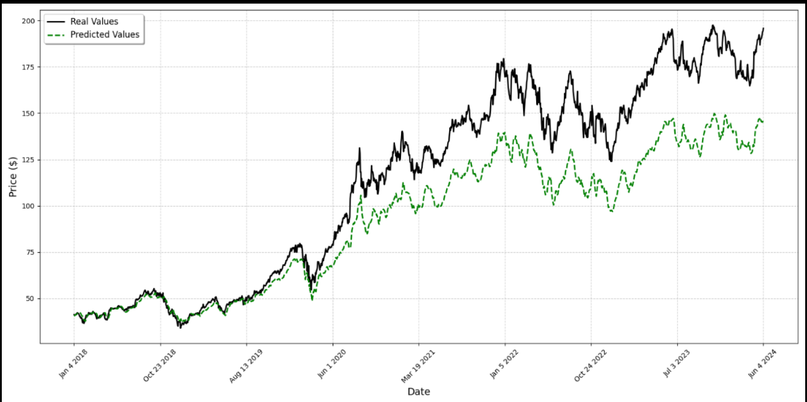 Real Values
Predicted Values
Price ($)
200
175
150
125
100
75
50
Jan 4 2018
Oct 23 2018
Aug 13 2019
Jun 1 2020
Mar 19 2021
Jan 5 2022
Oct 24 2022
Jul 3 2023
Jun 4 2024
Date